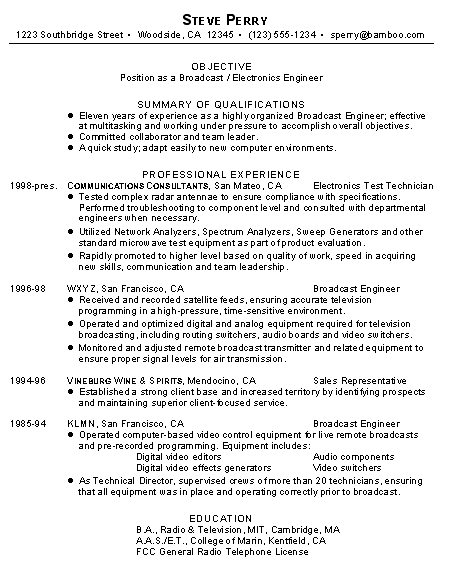 STEVE PERRY
1223 Southbridge Street • Woodside, CA 12345 • (123) 555-1234 • sperry@bamboo.com
OBJECTIVE
Position as a Broadcast / Electronics Engineer
SUMMARY OF QUALIFICATIONS
● Eleven years of experience as a highly organized Broadcast Engineer; effective
at multitasking and working under pressure to accomplish overall objectives.
● Committed collaborator and team leader.
● A quick study; adapt easily to new computer environments.
PROFESSIONAL EXPERIENCE
1998-pres. COMMUNICATIONS CONSULTANTS, San Mateo, CA Electronics Test Technician
● Tested complex radar antennae to ensure compliance with specifications.
Performed troubleshooting to component level and consulted with departmental
engineers when necessary.
● Utilized Network Analyzers, Spectrum Analyzers, Sweep Generators and other
standard microwave test equipment as part of product evaluation.
● Rapidly promoted to higher level based on quality of work, speed in acquiring
new skills, communication and team leadership.
1996-98 WXYZ, San Francisco, CA Broadcast Engineer
● Received and recorded satellite feeds, ensuring accurate television
programming in a high-pressure, time-sensitive environment.
● Operated and optimized digital and analog equipment required for television
broadcasting, including routing switchers, audio boards and video switchers.
● Monitored and adjusted remote broadcast transmitter and related equipment to
ensure proper signal levels for air transmission.
1994-96 VINEBURG WINE & SPIRITS, Mendocino, CA Sales Representative
● Established a strong client base and increased territory by identifying prospects
and maintaining superior client-focused service.
1985-94 KLMN, San Francisco, CA Broadcast Engineer
● Operated computer-based video control equipment for live remote broadcasts
and pre-recorded programming. Equipment includes:
Digital video editors Audio components
Digital video effects generators Video switchers
● As Technical Director, supervised crews of more than 20 technicians, ensuring
that all equipment was in place and operating correctly prior to broadcast.
EDUCATION
B.A., Radio & Television, MIT, Cambridge, MA
A.A.S./E.T., College of Marin, Kentfield, CA
FCC General Radio Telephone License